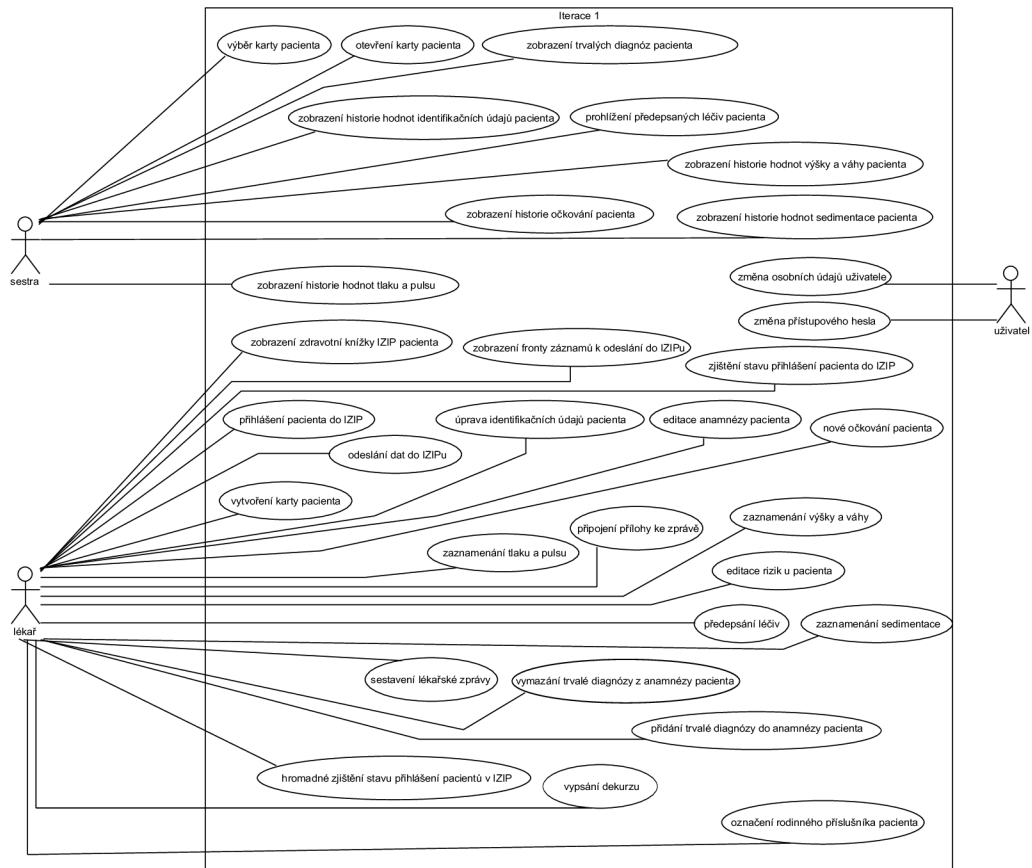 Iterace 1
výběr karty pacienta
otevření karty pacienta
zobrazení trvalých diagnóz pacienta
zobrazení historie hodnot identifikačních údajů pacienta
prohlížení předepsaných léčiv pacienta
zobrazení historie hodnot výšky a váhy pacienta
zobrazení historie očkování pacienta
zobrazení historie hodnot sedimentace pacienta
sestra
zobrazení historie hodnot tlaku a pulsu
změna osobních údajů uživatele
změna přístupového hesla
uživatel
zobrazení zdravotní knížky IZIP pacienta
zobrazení fronty záznamů k odeslání do IZIPu
zjištění stavu přihlášení pacienta do IZIP
přihlášení pacienta do IZIP
úprava identifikačních údajů pacienta
editace anamnézy pacienta
nové očkování pacienta
odeslání dat do IZIPu
vytvoření karty pacienta
připojení přílohy ke zprávě
zaznamenání výšky a váhy
zaznamenání tlaku a pulsu
editace rizik u pacienta
lékař
předepsání léčiv
zaznamenání sedimentace
sestavení lékařské zprávy
vymazání trvalé diagnózy z anamnézy pacienta
přidání trvalé diagnózy do anamnézy pacienta
hromadné zjištění stavu přihlášení pacientů v IZIP
vypsání dekurzu
označení rodinného příslušníka pacienta